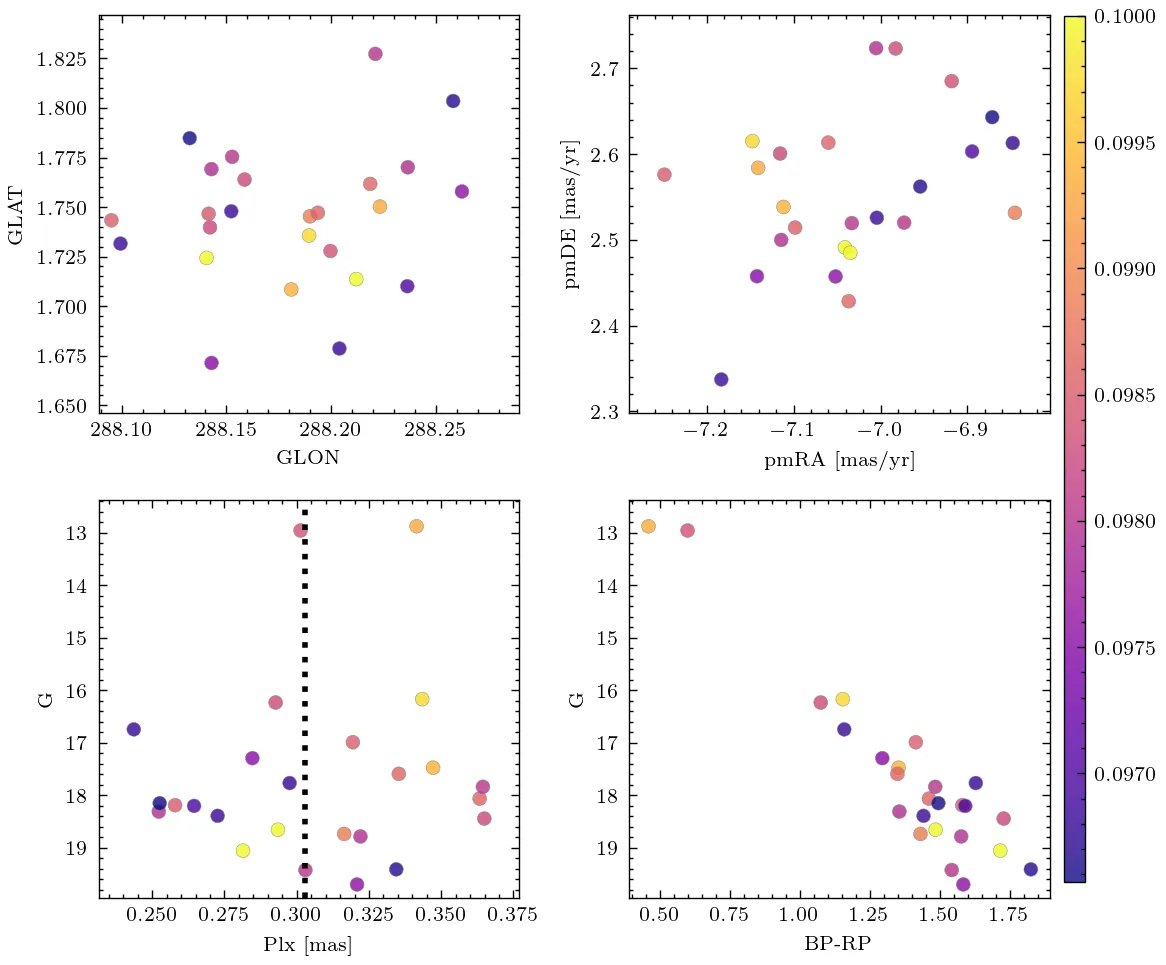 1.825
1.800
1.775
1.750
1.725
1.700
1.675
1.650
GLAT
288.10 288.15 288.20 288.25
GLON
2.7
2.6
2.5
2.4
2.3
pmDE [mas/yr]
−7.2 −7.1 −7.0 −6.9
pmRA [mas/yr]
13
14
15
16
17
18
19
G
0.250 0.275 0.300 0.325 0.350 0.375
Plx [mas]
13
14
15
16
17
18
19
G
0.50 0.75 1.00 1.25 1.50 1.75
BP-RP
0.1000
0.0995
0.0990
0.0985
0.0980
0.0975
0.0970